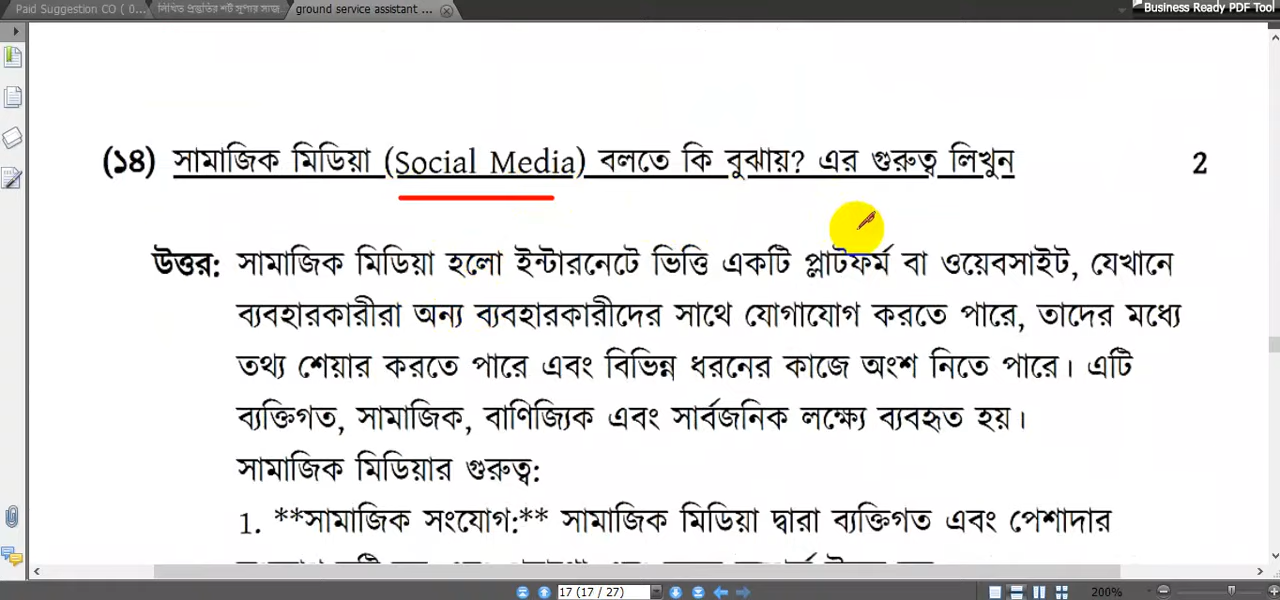 Paid Suggestion CO ( 0...
লিখিত প্রস্তুতির শর্ট সুপার সাজ...
ground service assistant ...
Business Ready PDF Tool
(১৪) সামাজিক মিডিয়া (Social Media) বলতে কি বুঝায়? এর গুরুত্ব লিখুন 2
উত্তর: সামাজিক মিডিয়া হলো ইন্টারনেটে ভিত্তি একটি প্লাটফর্ম বা ওয়েবসাইট, যেখানে
ব্যবহারকারীরা অন্য ব্যবহারকারীদের সাথে যোগাযোগ করতে পারে, তাদের মধ্যে
তথ্য শেয়ার করতে পারে এবং বিভিন্ন ধরনের কাজে অংশ নিতে পারে। এটি
ব্যক্তিগত, সামাজিক, বাণিজ্যিক এবং সার্বজনিক লক্ষ্যে ব্যবহৃত হয়।
সামাজিক মিডিয়ার গুরুত্ব:
1. **সামাজিক সংযোগ:** সামাজিক মিডিয়া দ্বারা ব্যক্তিগত এবং পেশাদার
17 (17 / 27)
200%